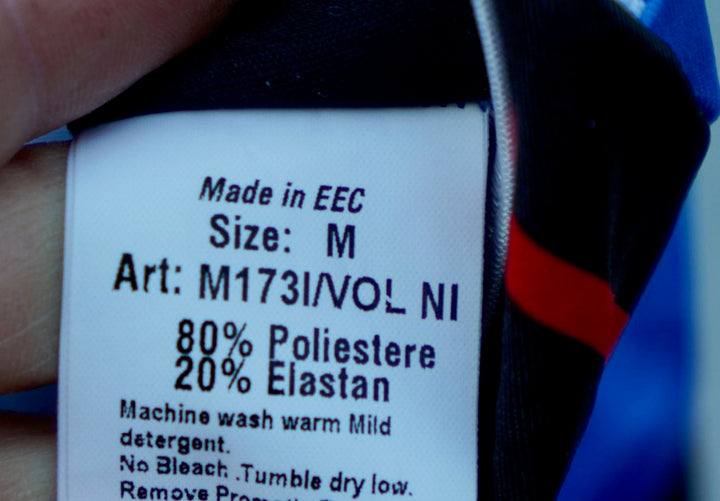 Made in EEC
Size: M
Art: M173I/VOL NI
80% Poliestere
20% Elastan
Machine wash warm Mild
detergent.
No Bleach .Tumble dry low.
Remove